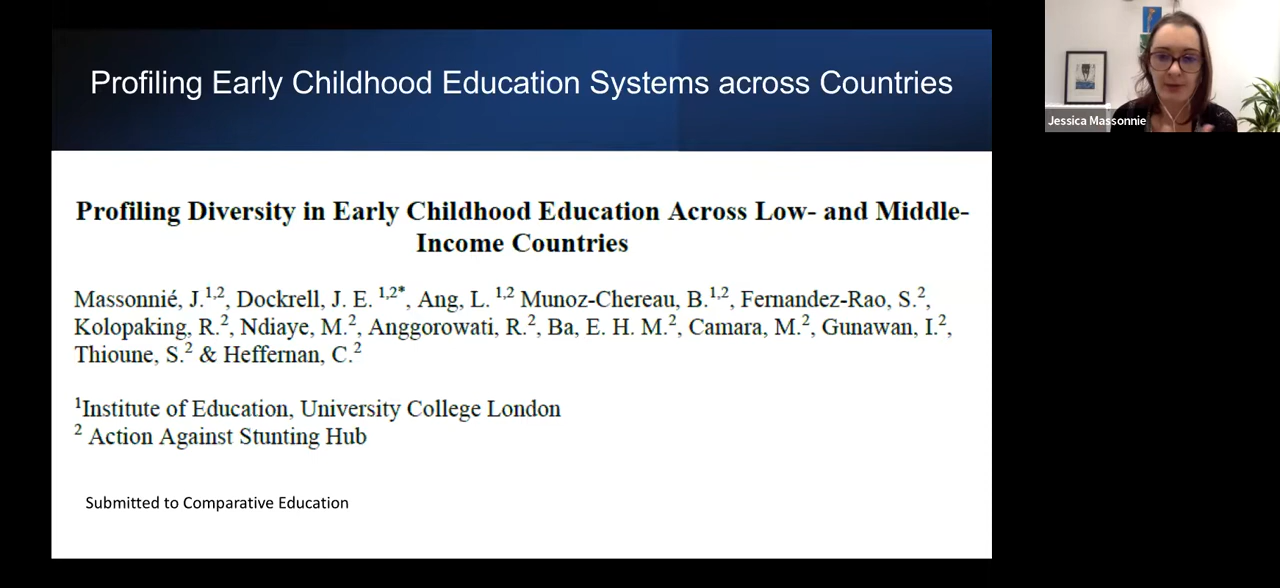 Profiling Early Childhood Education Systems across Countries
Profiling Diversity in Early Childhood Education Across Low- and Middle-
Income Countries
Massonnié, J.1,2, Dockrell, J. E. 1,2*, Ang, L. 1,2 Munoz-Chereau, B.1,2, Fernandez-Rao, S.2,
Kolopaking, R.2, Ndiaye, M.2, Anggorowati, R.2, Ba, E. H. M.2, Camara, M.2, Gunawan, I.2,
Thioune, S.2 & Heffernan, C.2
1Institute of Education, University College London
2 Action Against Stunting Hub
Submitted to Comparative Education
Jessica Massonnie